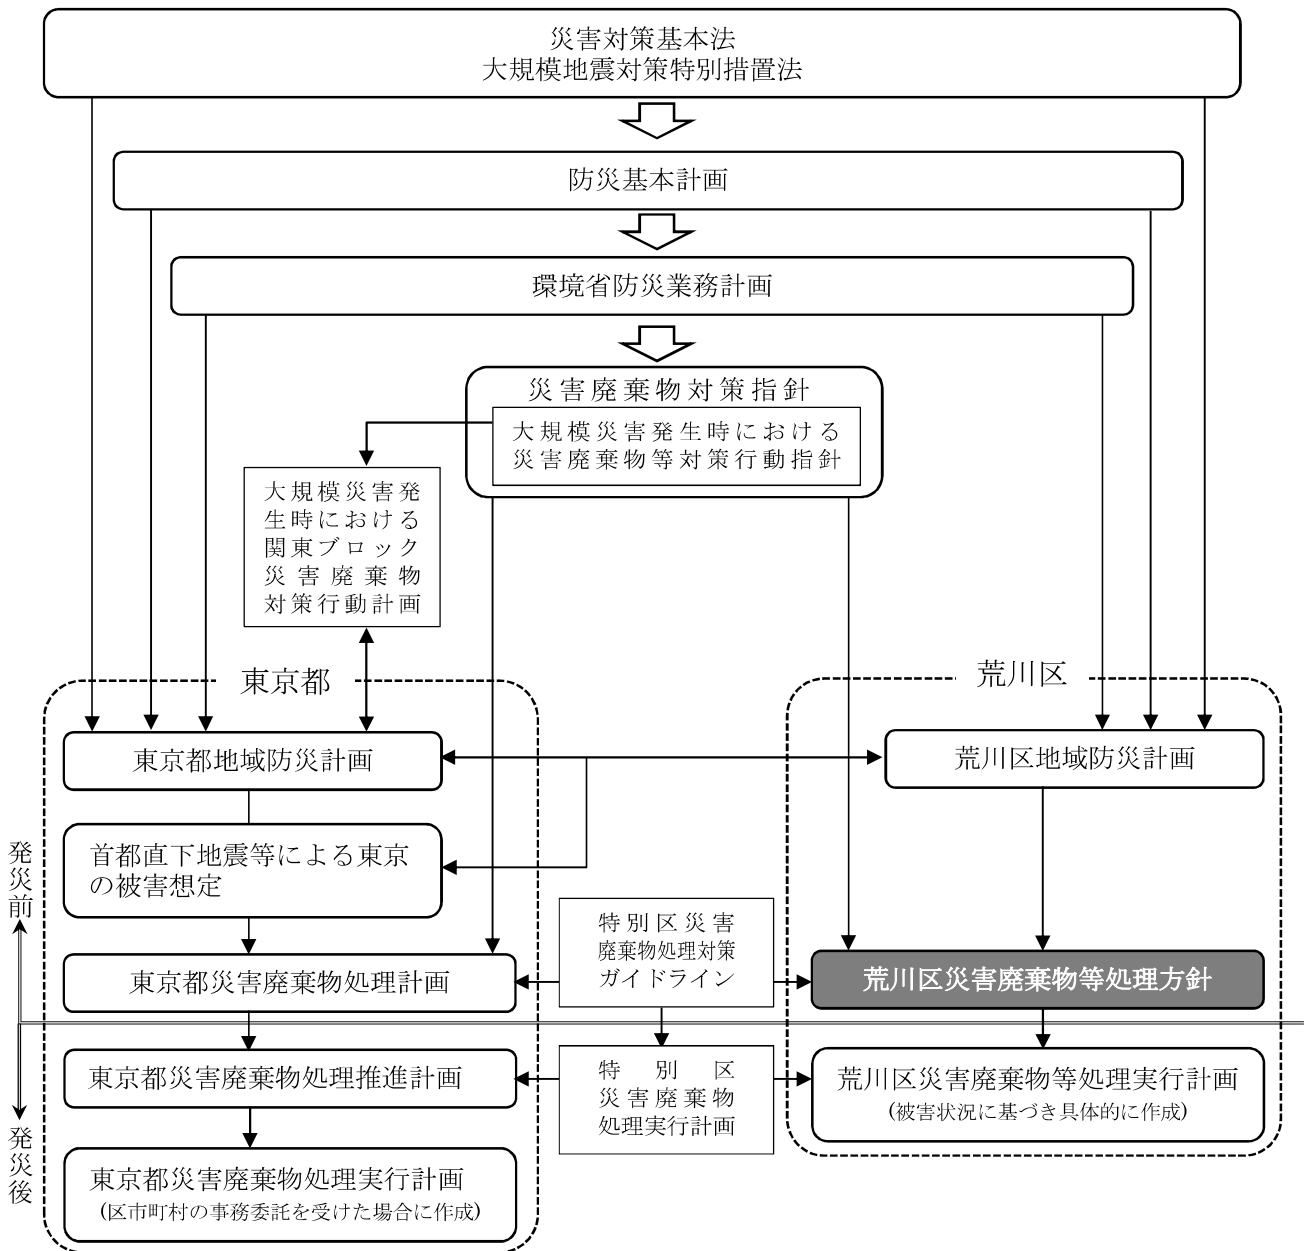 災害対策基本法
大規模地震対策特別措置法
防災基本計画
環境省防災業務計画
災害廃棄物対策指針
大規模災害発生時における
災害廃棄物等対策行動指針
大規模災害発
生時における
関東ブロック
災害廃棄物
対策行動計画
東京都
荒川区
東京都地域防災計画
荒川区地域防災計画
首都直下地震等による東京
の被害想定
発災前
特別区災害
廃棄物処理対策
ガイドライン
東京都災害廃棄物処理計画
荒川区災害廃棄物等処理方針
東京都災害廃棄物処理推進計画
特別区
災害廃棄物
処理実行計画
荒川区災害廃棄物等処理実行計画
(被害状況に基づき具体的に作成)
発災後
東京都災害廃棄物処理実行計画
(区市町村の事務委託を受けた場合に作成)